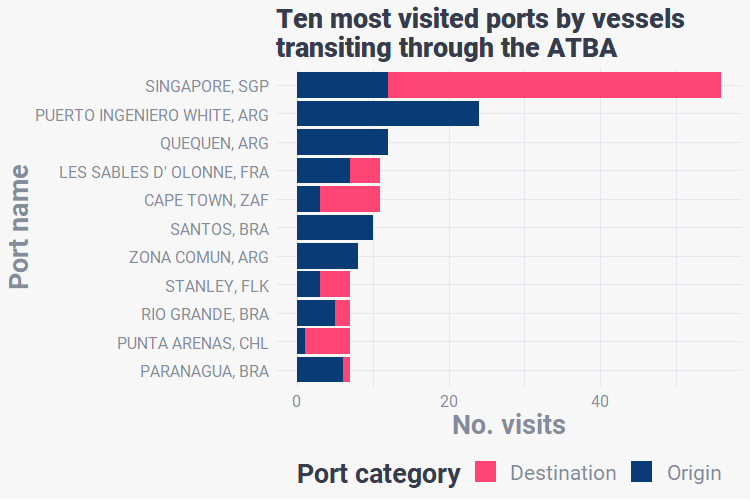 Ten most visited ports by vessels
transiting through the ATBA
SINGAPORE, SGP
PUERTO INGENIERO WHITE, ARG
QUEQUEN, ARG
LES SABLES D' OLONNE, FRA
CAPE TOWN, ZAF
SANTOS, BRA
ZONA COMUN, ARG
STANLEY, FLK
RIO GRANDE, BRA
PUNTA ARENAS, CHL
PARANAGUA, BRA
Port name
0 20 40
No. visits
Port category Destination Origin